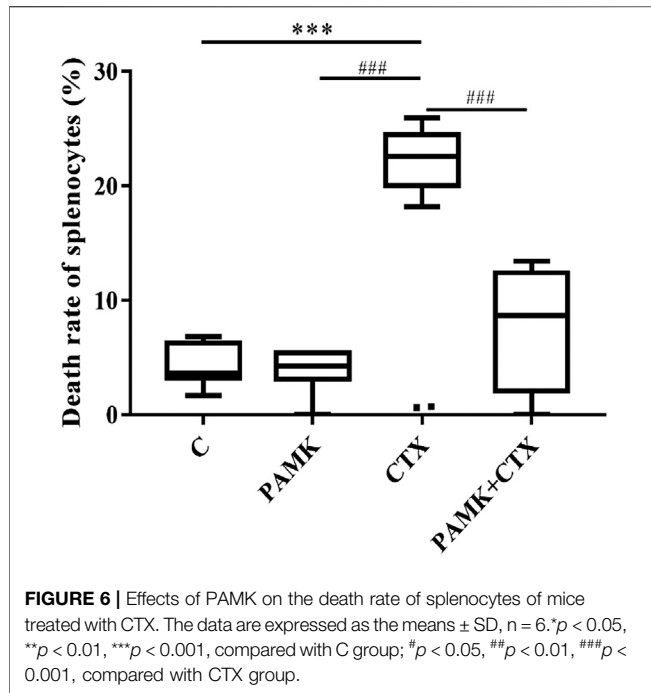 ***
###
###
Death rate of splenocytes (%)
30
20
10
0
C
PAMK
CTX
PAMK+CTX
FIGURE 6 | Effects of PAMK on the death rate of splenocytes of mice
treated with CTX. The data are expressed as the means ± SD, n = 6.*p < 0.05,
**p < 0.01, ***p < 0.001, compared with C group; #p < 0.05, ##p < 0.01, ###p <
0.001, compared with CTX group.